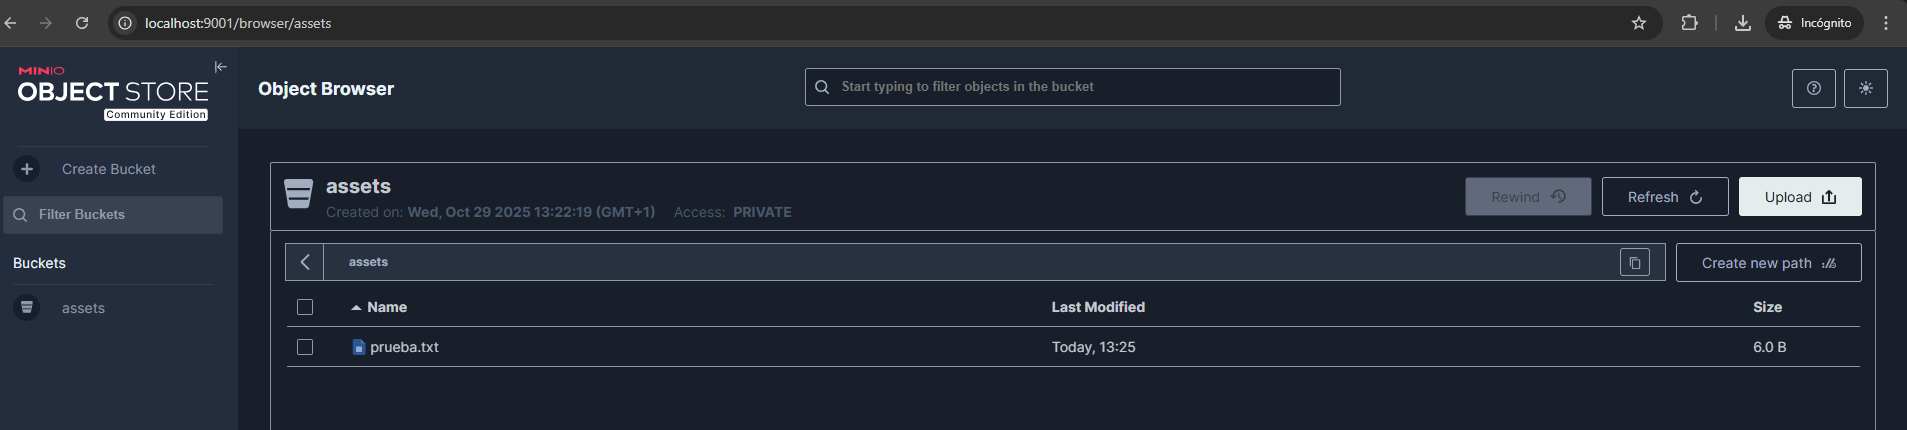 localhost:9001/browser/assets
Incógnito
MINIO
OBJECT STORE
Community Edition
Object Browser
Start typing to filter objects in the bucket
Create Bucket
Filter Buckets
Buckets
assets
assets
Created on: Wed, Oct 29 2025 13:22:19 (GMT+1) Access: PRIVATE
Rewind
Refresh
Upload
assets
Create new path
Name Last Modified Size
prueba.txt Today, 13:25 6.0 B